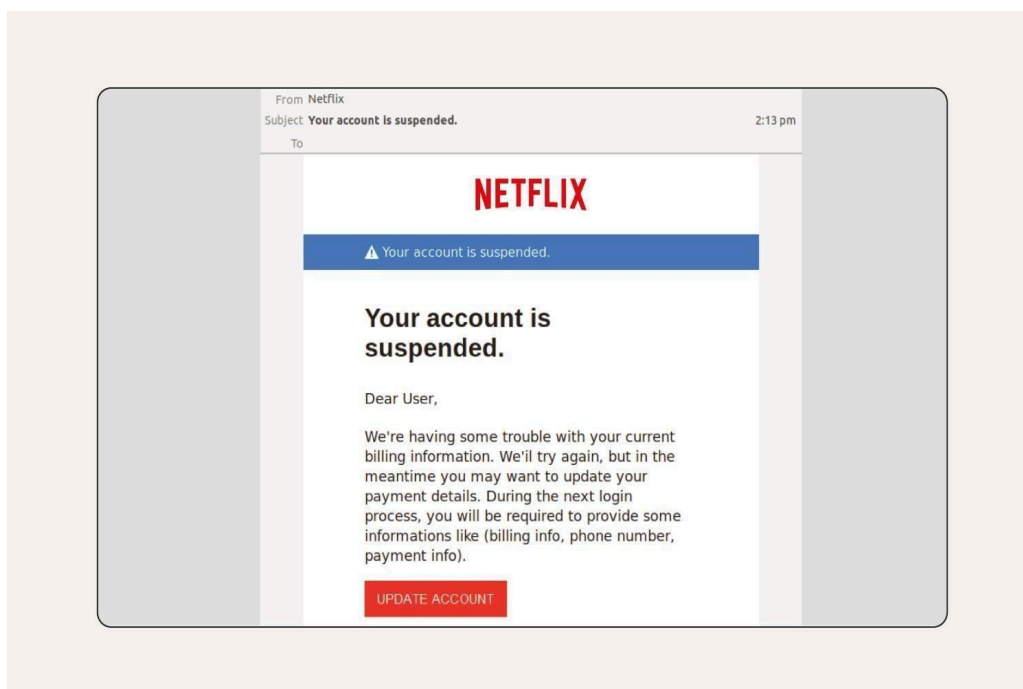 From Netflix
Subject Your account is suspended. 2:13 pm
To
NETFLIX
Your account is suspended.
Your account is
suspended.
Dear User,
We're having some trouble with your current
billing information. We'il try again, but in the
meantime you may want to update your
payment details. During the next login
process, you will be required to provide some
informations like (billing info, phone number,
payment info).
UPDATE ACCOUNT